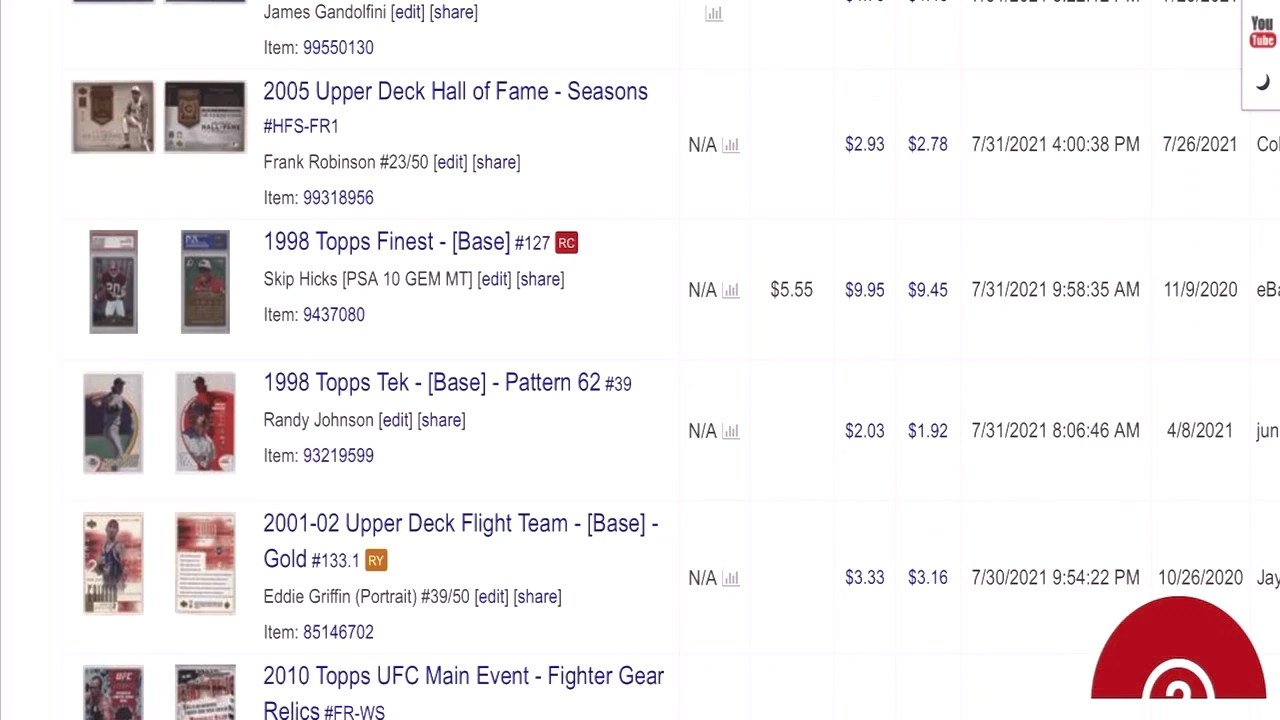 James Gandolfini [edit] [share]
Item: 99550130
2005 Upper Deck Hall of Fame - Seasons
#HFS-FR1
Frank Robinson #23/50 [edit] [share]
Item: 99318956
N/A $2.93 $2.78 7/31/2021 4:00:38 PM 7/26/2021
1998 Topps Finest - [Base] #127 RC
Skip Hicks [PSA 10 GEM MT] [edit] [share]
Item: 9437080
N/A $5.55 $9.95 $9.45 7/31/2021 9:58:35 AM 11/9/2020
1998 Topps Tek - [Base] - Pattern 62 #39
Randy Johnson [edit] [share]
Item: 93219599
N/A $2.03 $1.92 7/31/2021 8:06:46 AM 4/8/2021 jun
2001-02 Upper Deck Flight Team - [Base] -
Gold #133.1 RY
Eddie Griffin (Portrait) #39/50 [edit] [share]
Item: 85146702
N/A $3.33 $3.16 7/30/2021 9:54:22 PM 10/26/2020
2010 Topps UFC Main Event - Fighter Gear
Relics #FR-WS
You
Tube